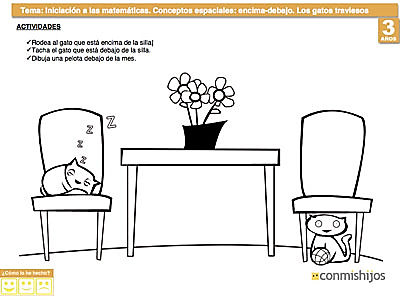 Tema: Iniciación a las matemáticas. Conceptos espaciales: encima-debajo. Los gatos traviesos
3
AÑOS
ACTIVIDADES
✓Rodea al gato que está encima de la silla|
✓Tacha el gato que está debajo de la silla.
✓Dibuja una pelota debajo de la mes.
Z
Z
Z
Z
¿Cómo lo he hecho?
conmishijos